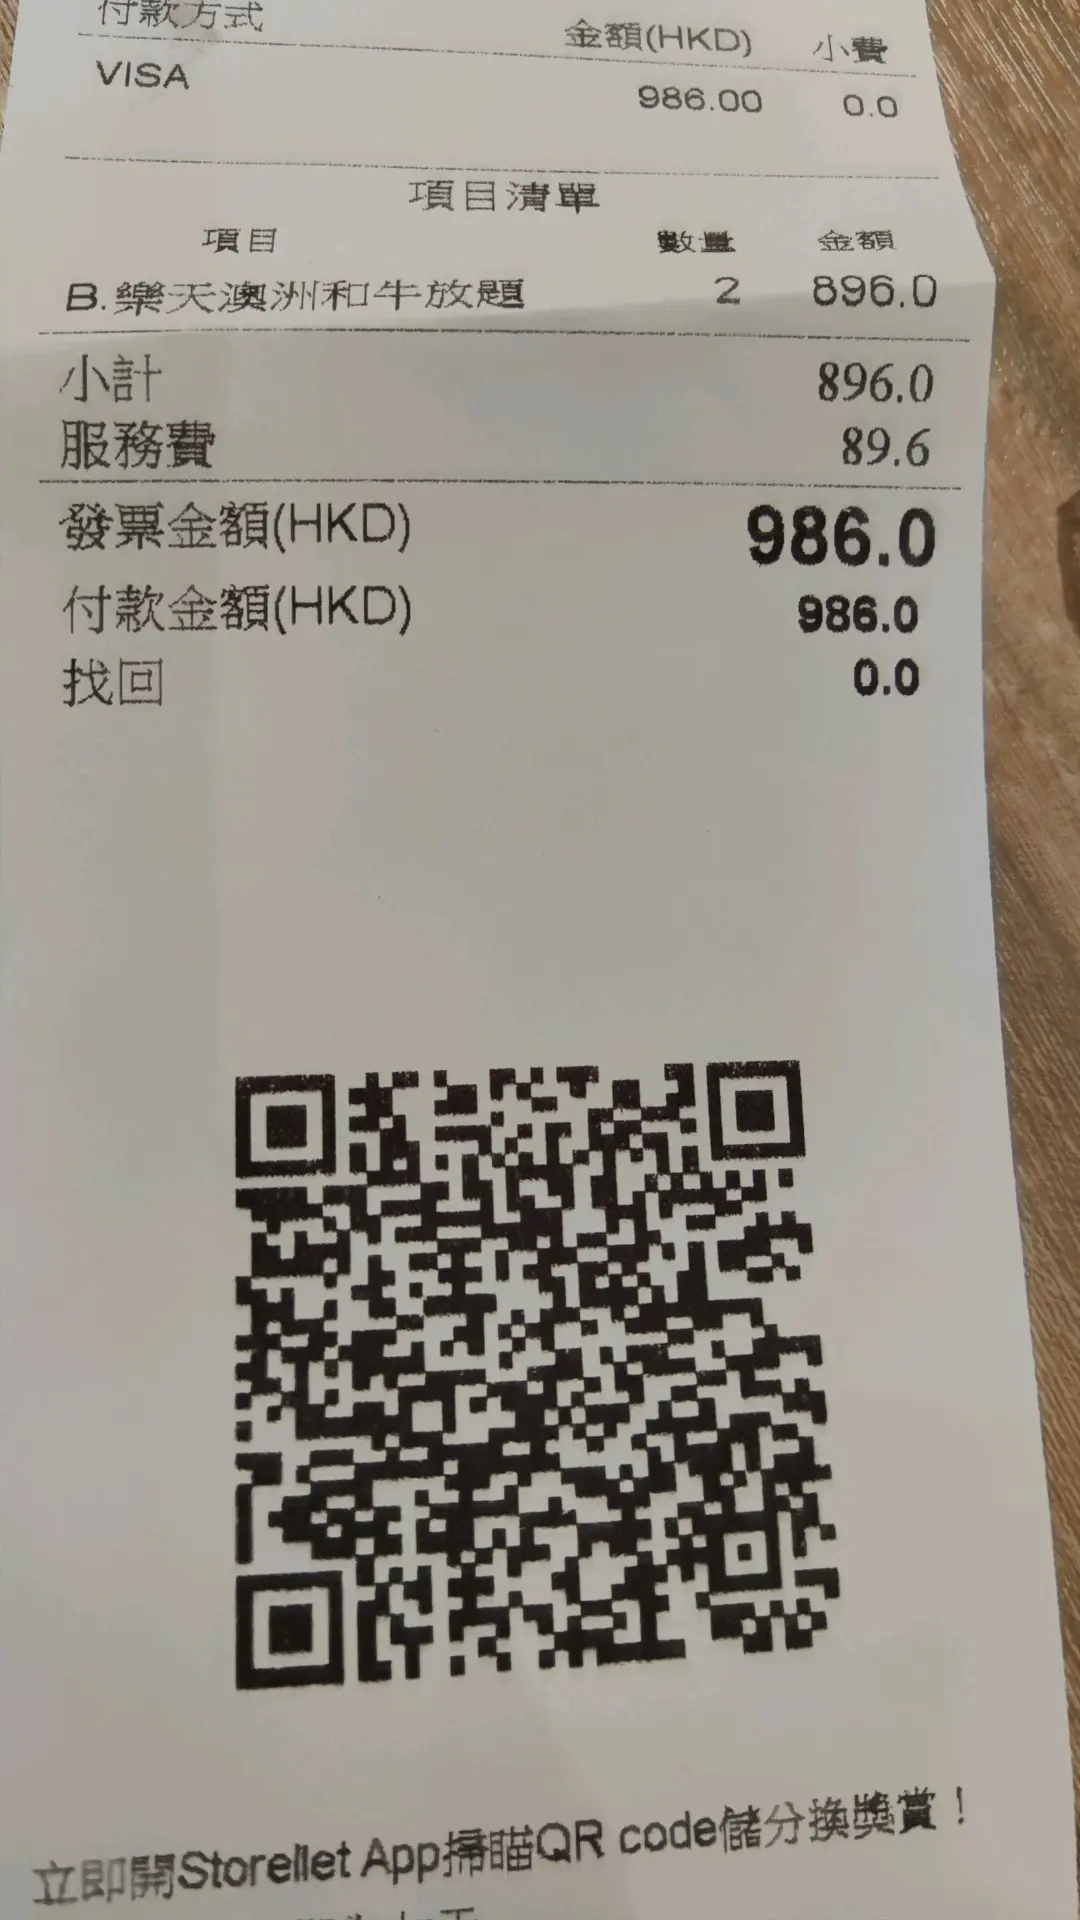 付款方式 金額(HKD) 小費
VISA 986.00 0.0
項目清單
項目 數量 金額
B.樂天澳洲和牛放題 2 896.0
小計 896.0
服務費 89.6
發票金額(HKD) 986.0
付款金額(HKD) 986.0
找回 0.0
立即開Storellet App掃瞄QR code儲分換獎賞！